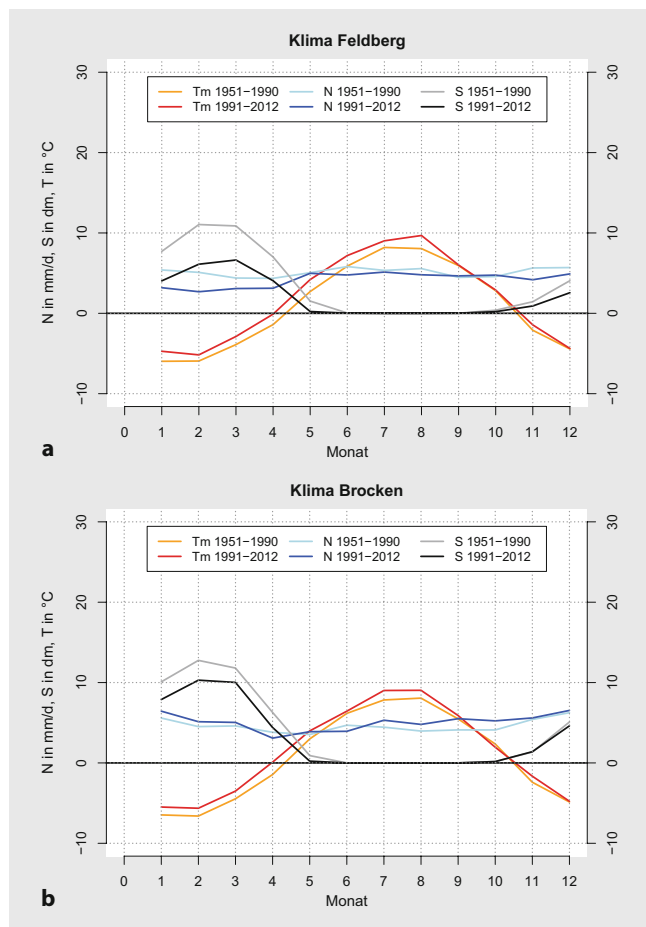 Klima Feldberg
Tm 1951−1990 N 1951−1990 S 1951−1990
Tm 1991−2012 N 1991−2012 S 1991−2012
N in mm/d, S in dm, T in °C
30 30
20 20
10 10
0 0
−10 −10
0 1 2 3 4 5 6 7 8 9 10 11 12
Monat
a
Klima Brocken
Tm 1951−1990 N 1951−1990 S 1951−1990
Tm 1991−2012 N 1991−2012 S 1991−2012
N in mm/d, S in dm, T in °C
30 30
20 20
10 10
0 0
−10 −10
0 1 2 3 4 5 6 7 8 9 10 11 12
Monat
b